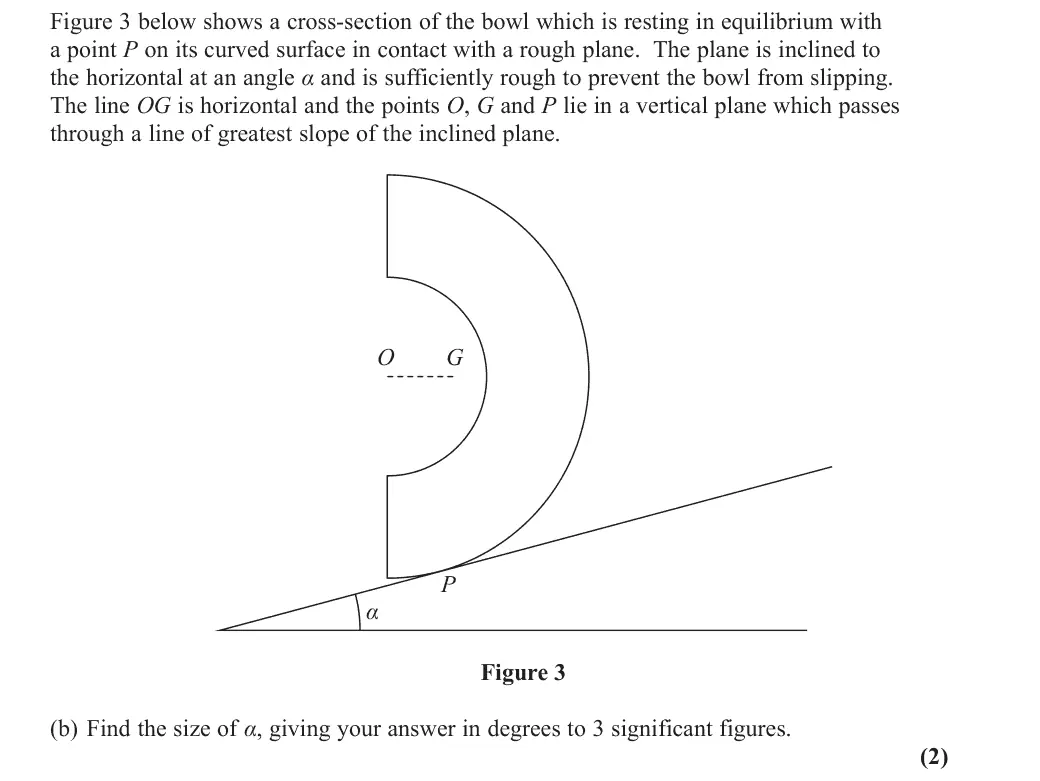 Figure 3 below shows a cross-section of the bowl which is resting in equilibrium with
a point P on its curved surface in contact with a rough plane. The plane is inclined to
the horizontal at an angle α and is sufficiently rough to prevent the bowl from slipping.
The line OG is horizontal and the points O, G and P lie in a vertical plane which passes
through a line of greatest slope of the inclined plane.
O G
P
α
Figure 3
(b) Find the size of α, giving your answer in degrees to 3 significant figures.
(2)